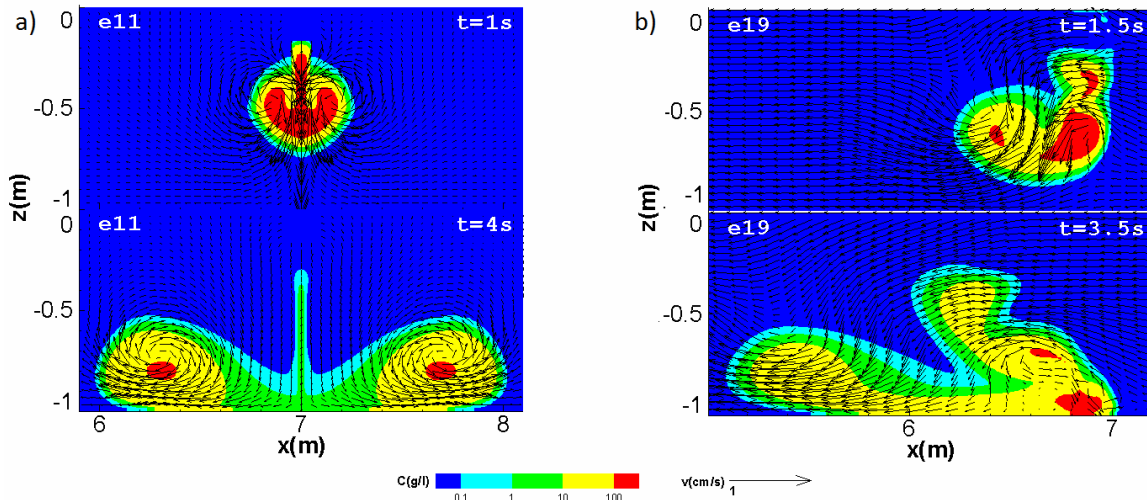 a)
e11 t=1s
0
-0.5
-1
z(m)
e11 t=4s
0
-0.5
-1
6 7 8
x(m)
b)
e19 t=1.5s
0
-0.5
-1
z(m)
e19 t=3.5s
0
-0.5
-1
6 7
x(m)
C(g/l) 0.1 1 10 100
v(cm/s) 1